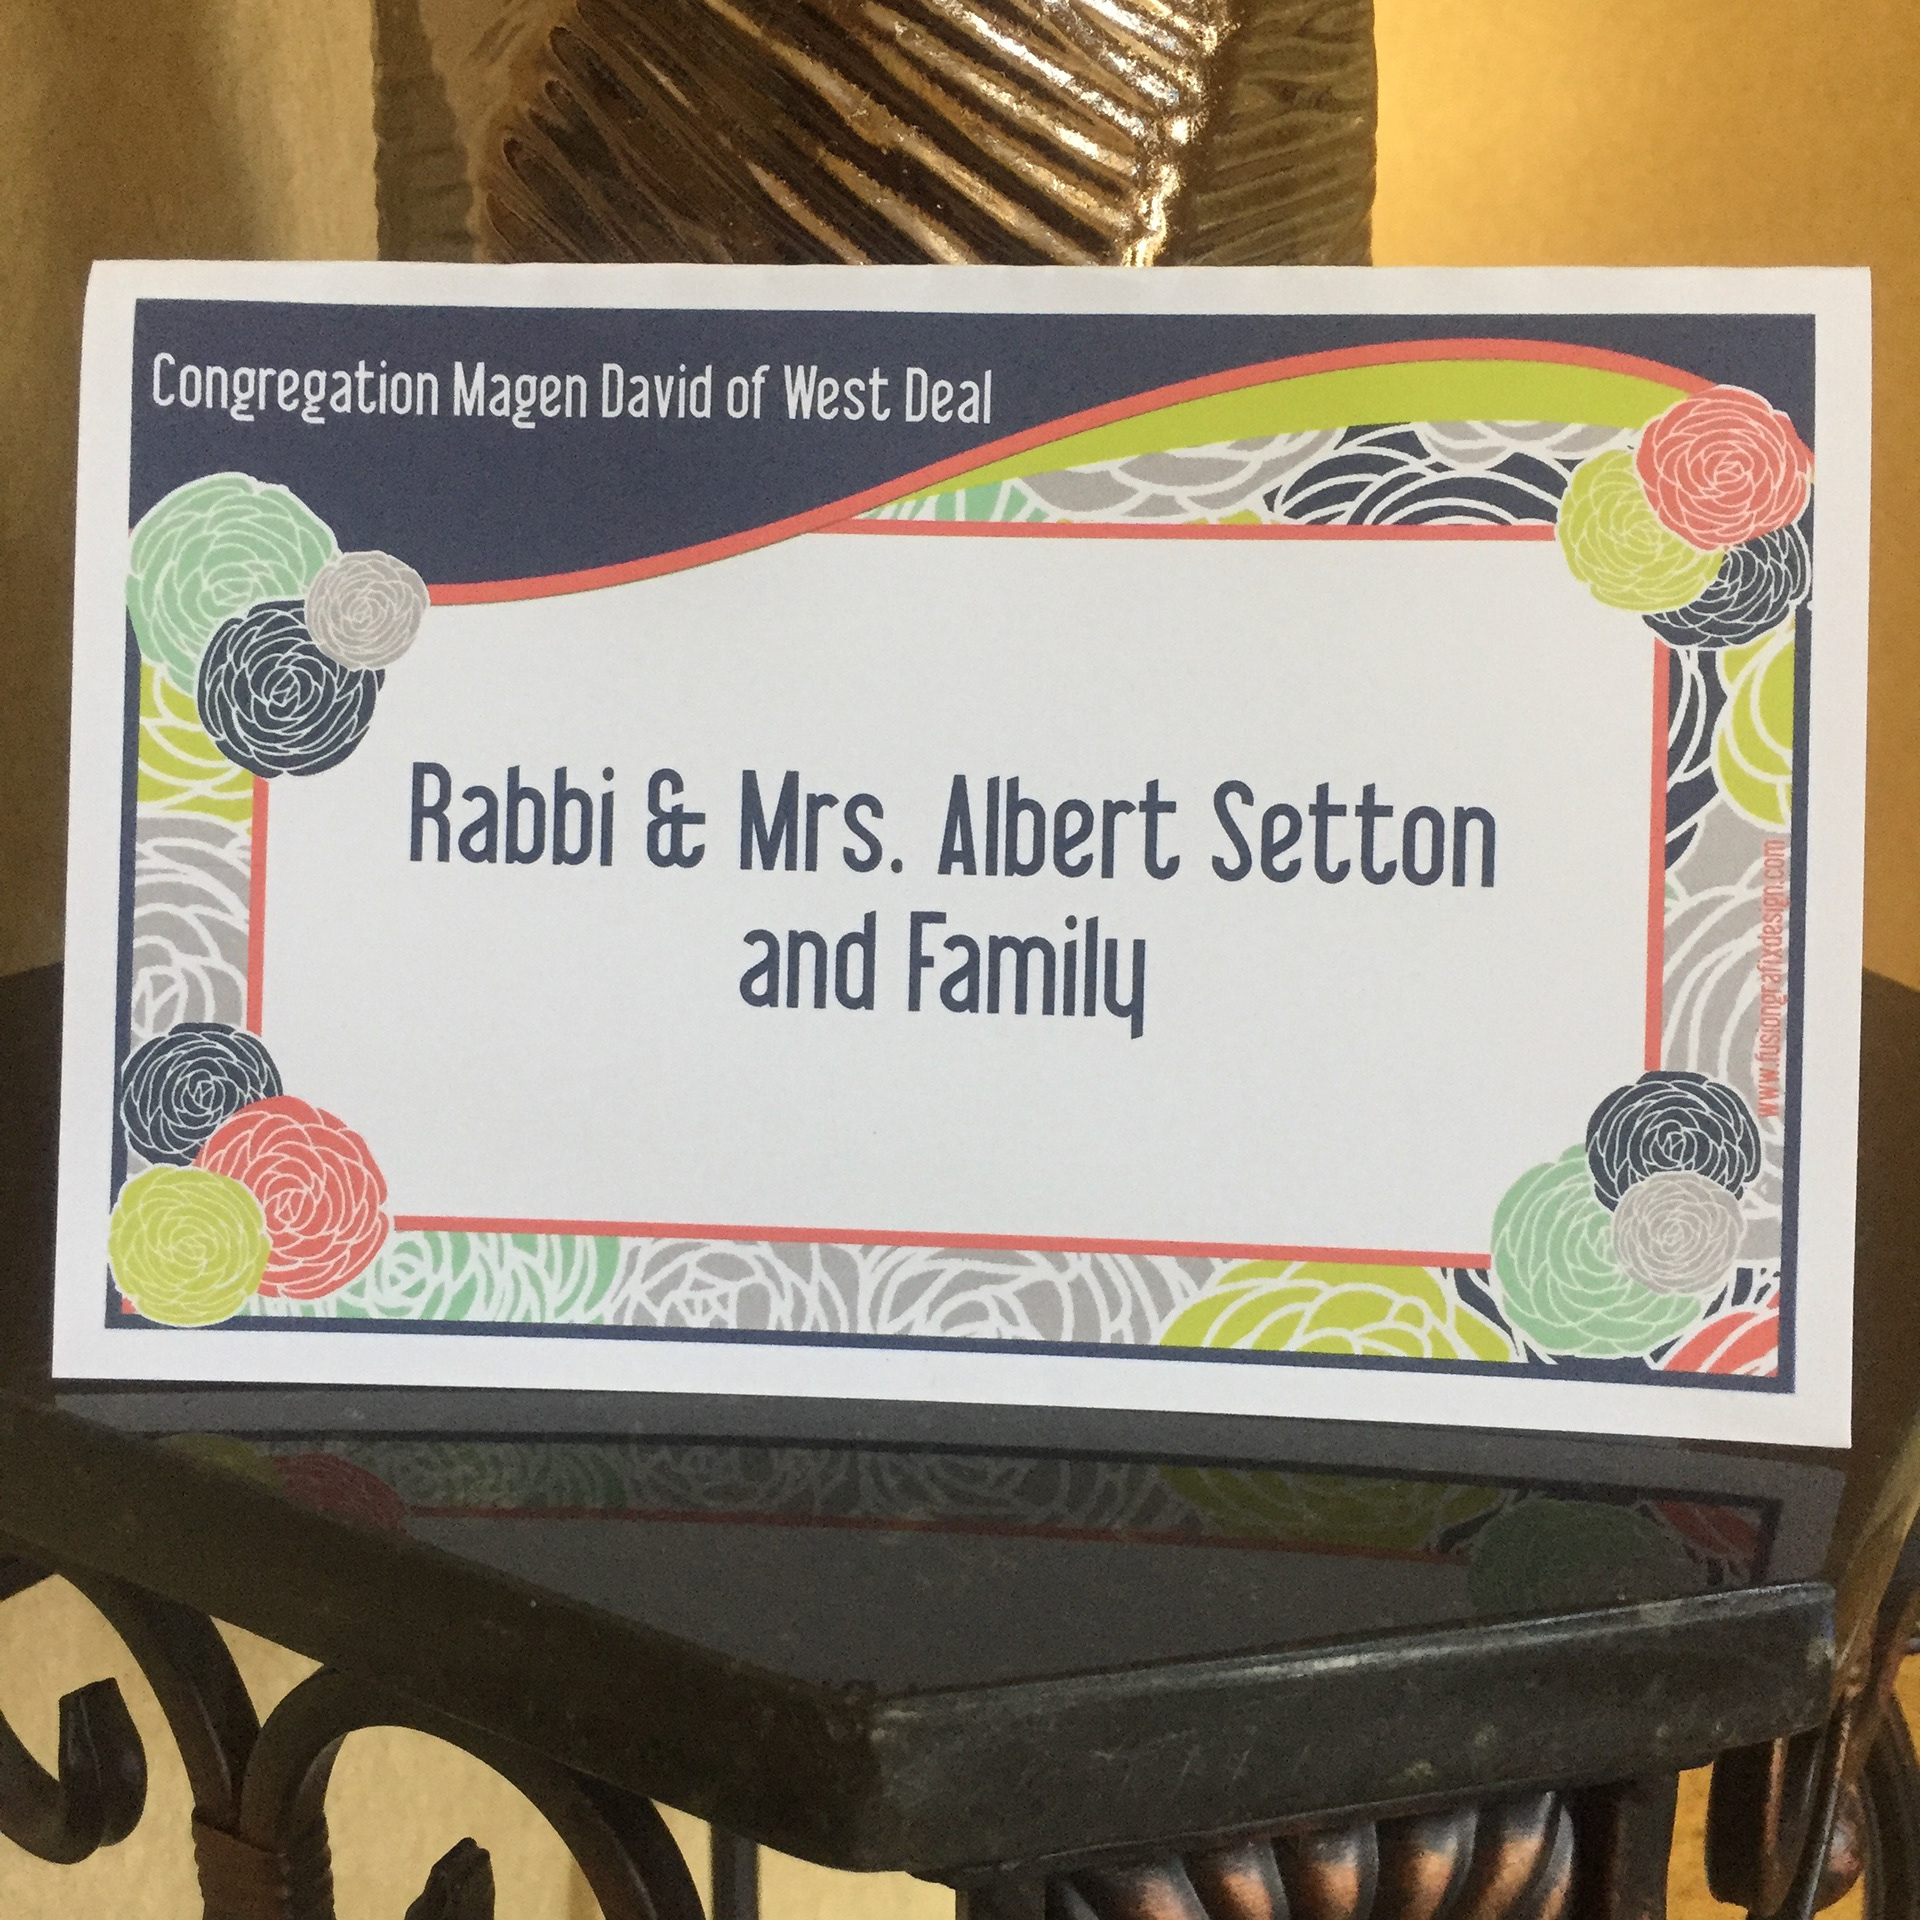 Congregation Magen David of West Deal
Rabbi & Mrs. Albert Setton
and Family
www.fusiongrafixdesign.com